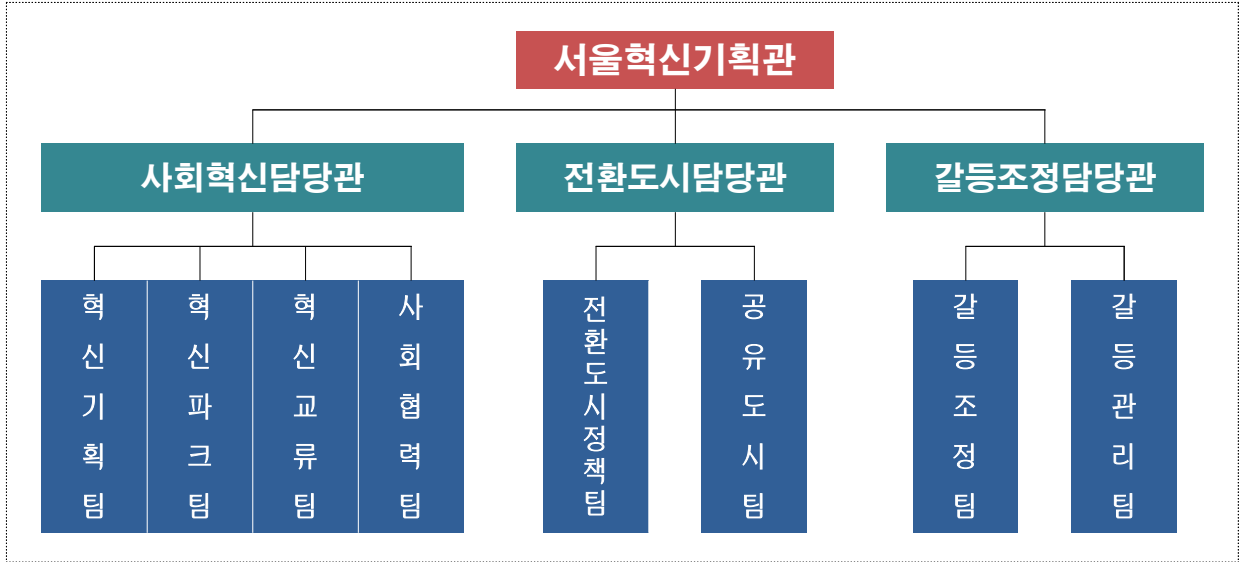 서울혁신기획관
사회혁신담당관
전환도시담당관
갈등조정담당관
혁신기획팀
혁신파크팀
혁신교류팀
사회협력팀
전환도시정책팀
공유도시팀
갈등조정팀
갈등관리팀